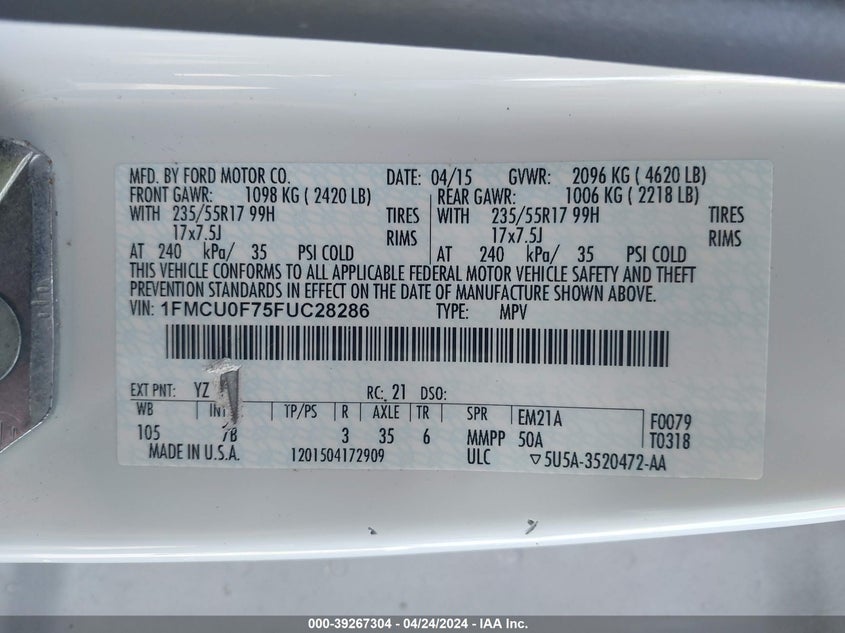 MFD. BY FORD MOTOR CO. DATE: 04/15 GVWR: 2096 KG ( 4620 LB)
FRONT GAWR: 1098 KG ( 2420 LB) REAR GAWR: 1006 KG ( 2218 LB)
WITH 235/55R17 99H TIRES WITH 235/55R17 99H TIRES
17x7.5J RIMS 17x7.5J RIMS
AT 240 kPa/ 35 PSI COLD AT 240 kPa/ 35 PSI COLD
THIS VEHICLE CONFORMS TO ALL APPLICABLE FEDERAL MOTOR VEHICLE SAFETY AND THEFT
PREVENTION STANDARDS IN EFFECT ON THE DATE OF MANUFACTURE SHOWN ABOVE.
VIN: 1FMCU0F75FUC28286 TYPE: MPV
EXT PNT: YZ RC: 21 DSO:
WB TP/PS R AXLE TR SPR EM21A F0079
105 7B 3 35 6 MMPP 50A T0318
MADE IN U.S.A. 1201504172909 ULC ▽5U5A-3520472-AA
000-39267304 - 04/24/2024 - IAA Inc.